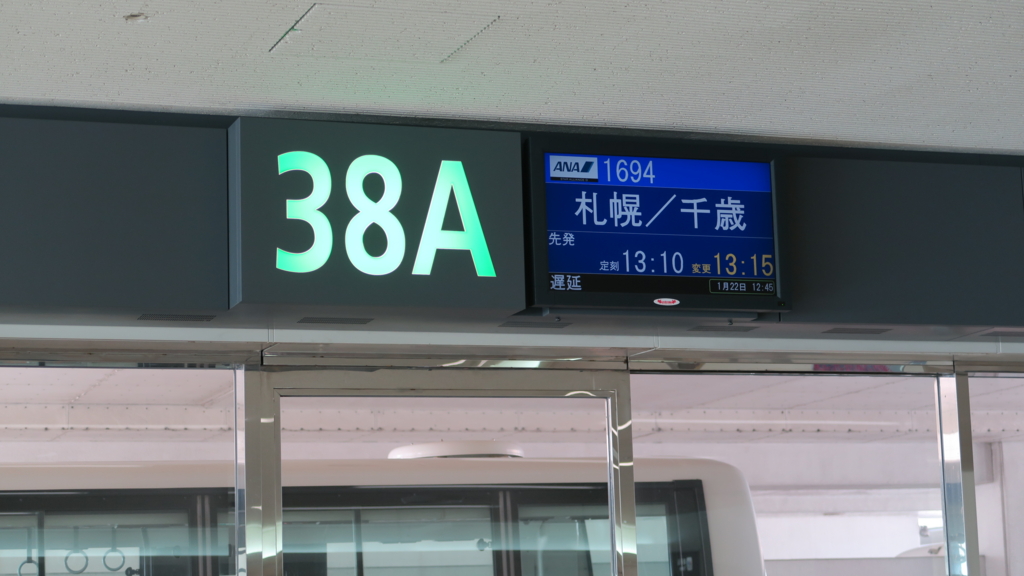 38A
ANA 1694
札幌／千歳
先発
定刻 13:10 変更 13:15
遅延
1月22日 12:45